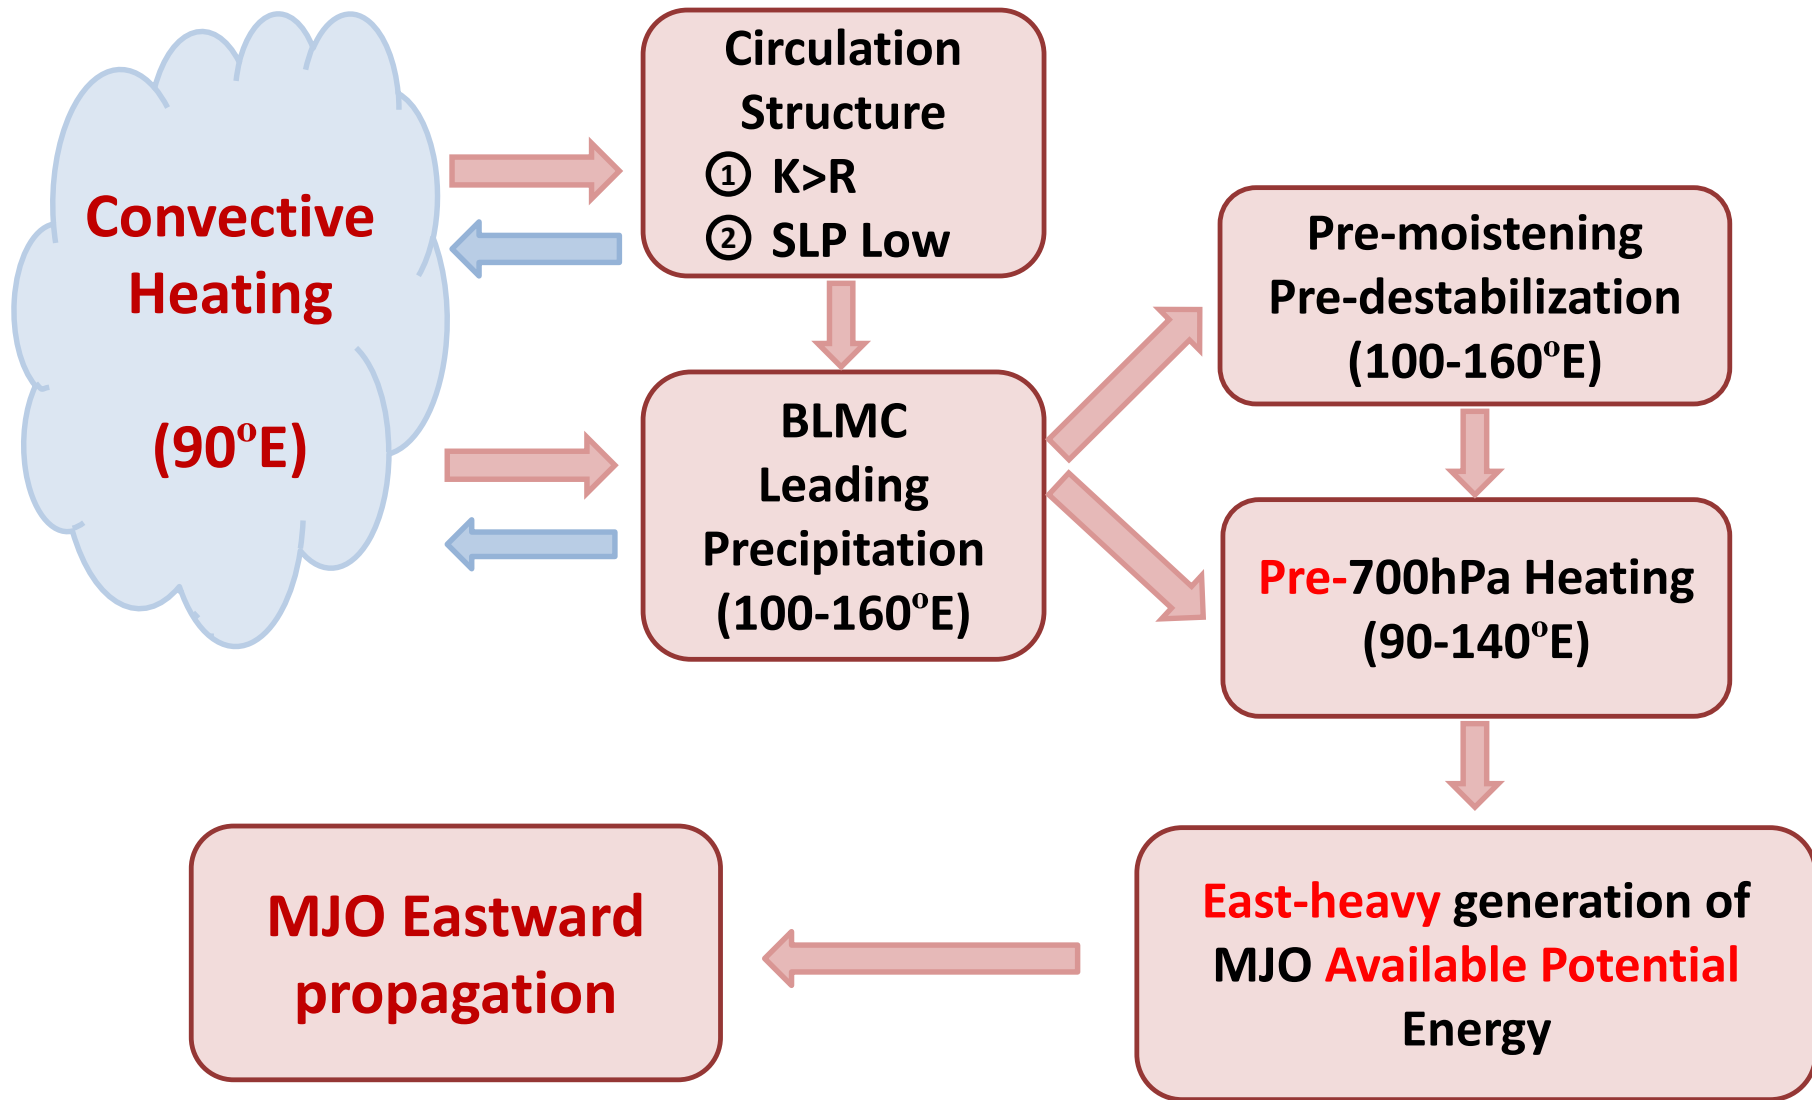 Convective
Heating
(90ºE)
Circulation
Structure
① K>R
② SLP Low
BLMC
Leading
Precipitation
(100-160ºE)
Pre-moistening
Pre-destabilization
(100-160ºE)
Pre-700hPa Heating
(90-140ºE)
East-heavy generation of
MJO Available Potential
Energy
MJO Eastward
propagation